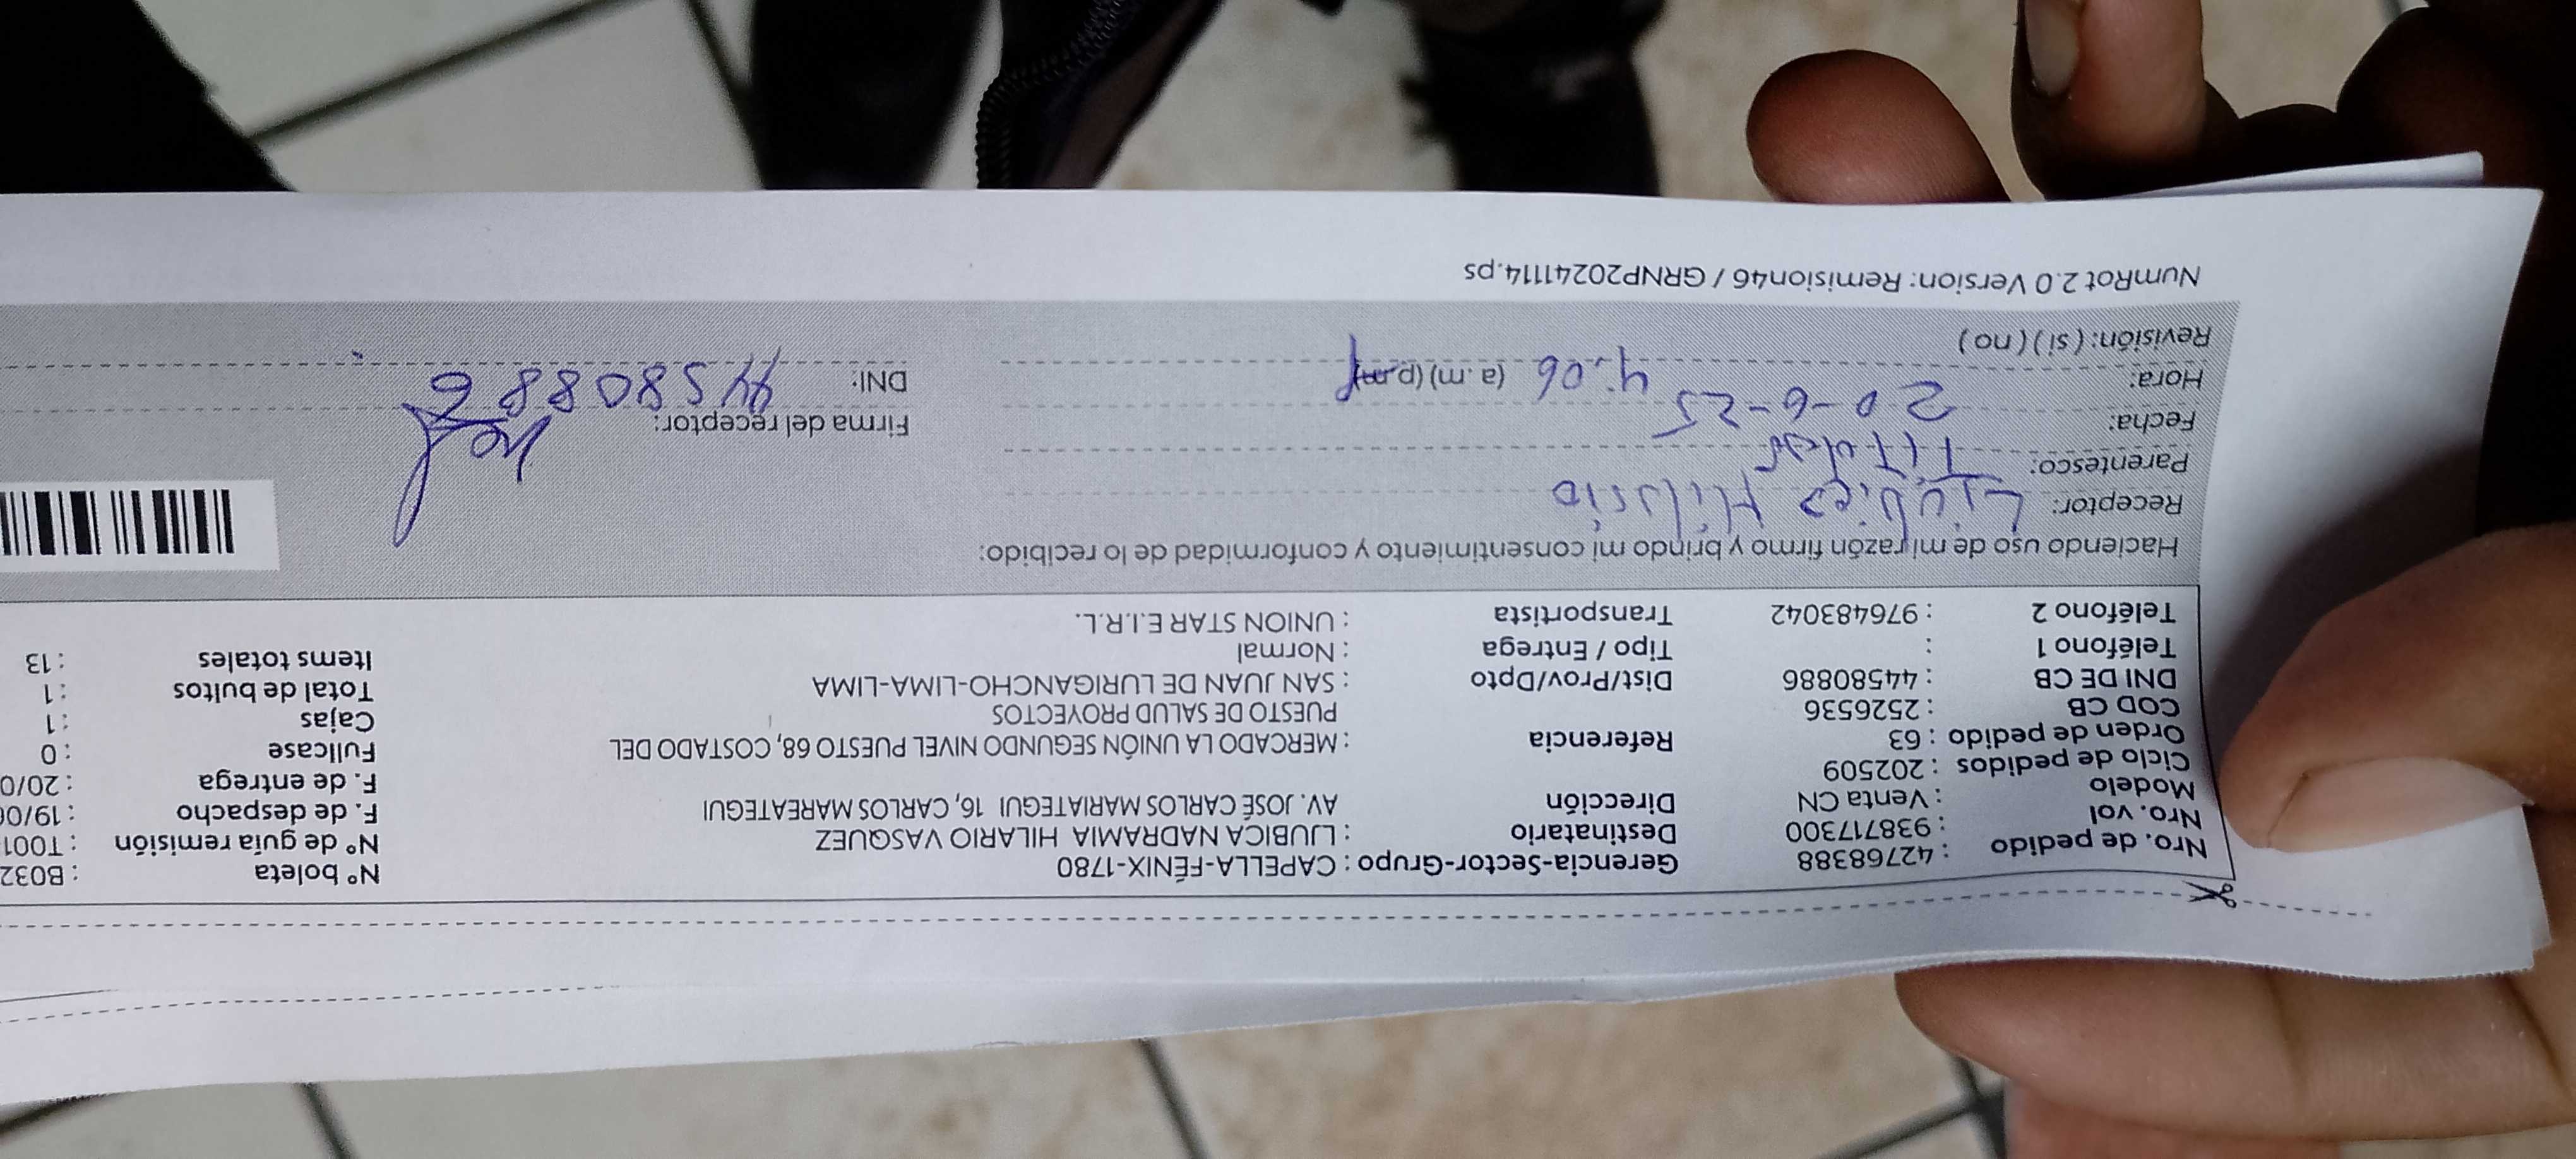 Nro. de pedido : 42768388 Gerencia-Sector-Grupo : CAPELLA-FÉNIX-1780 N° boleta : B032
Nro. vol : 938717300 Destinatario : LJUBICA NADRAMIA HILARIO VASQUEZ N° de guía remisión : T001
Modelo : Venta CN Dirección AV. JOSÉ CARLOS MARIATEGUI 16, CARLOS MAREATEGUI F. de despacho : 19/0
Ciclo de pedidos : 202509 F. de entrega : 20/0
Orden de pedido : 63 Referencia : MERCADO LA UNIÓN SEGUNDO NIVEL PUESTO 68, COSTADO DEL Fullcase : 0
COD CB : 2526536 PUESTO DE SALUD PROYECTOS Cajas : 1
DNI DE CB : 44580886 Dist/Prov/Dpto : SAN JUAN DE LURIGANCHO-LIMA-LIMA Total de bultos : 1
Teléfono 1 : Tipo / Entrega : Normal Items totales : 13
Teléfono 2 : 976483042 Transportista : UNION STAR E.I.R.L.
Haciendo uso de mi razón firmo y brindo mi consentimiento y conformidad de lo recibido:
Receptor: Ljubica Hilario
Parentesco: Titular
Fecha: 20-6-25 Firma del receptor:
Hora: 4:06 (a.m) (p.m) DNI: 44580886
Revisión: (si) (no)
NumRot 2.0 Version: Remision46 / GRNP20241114.ps